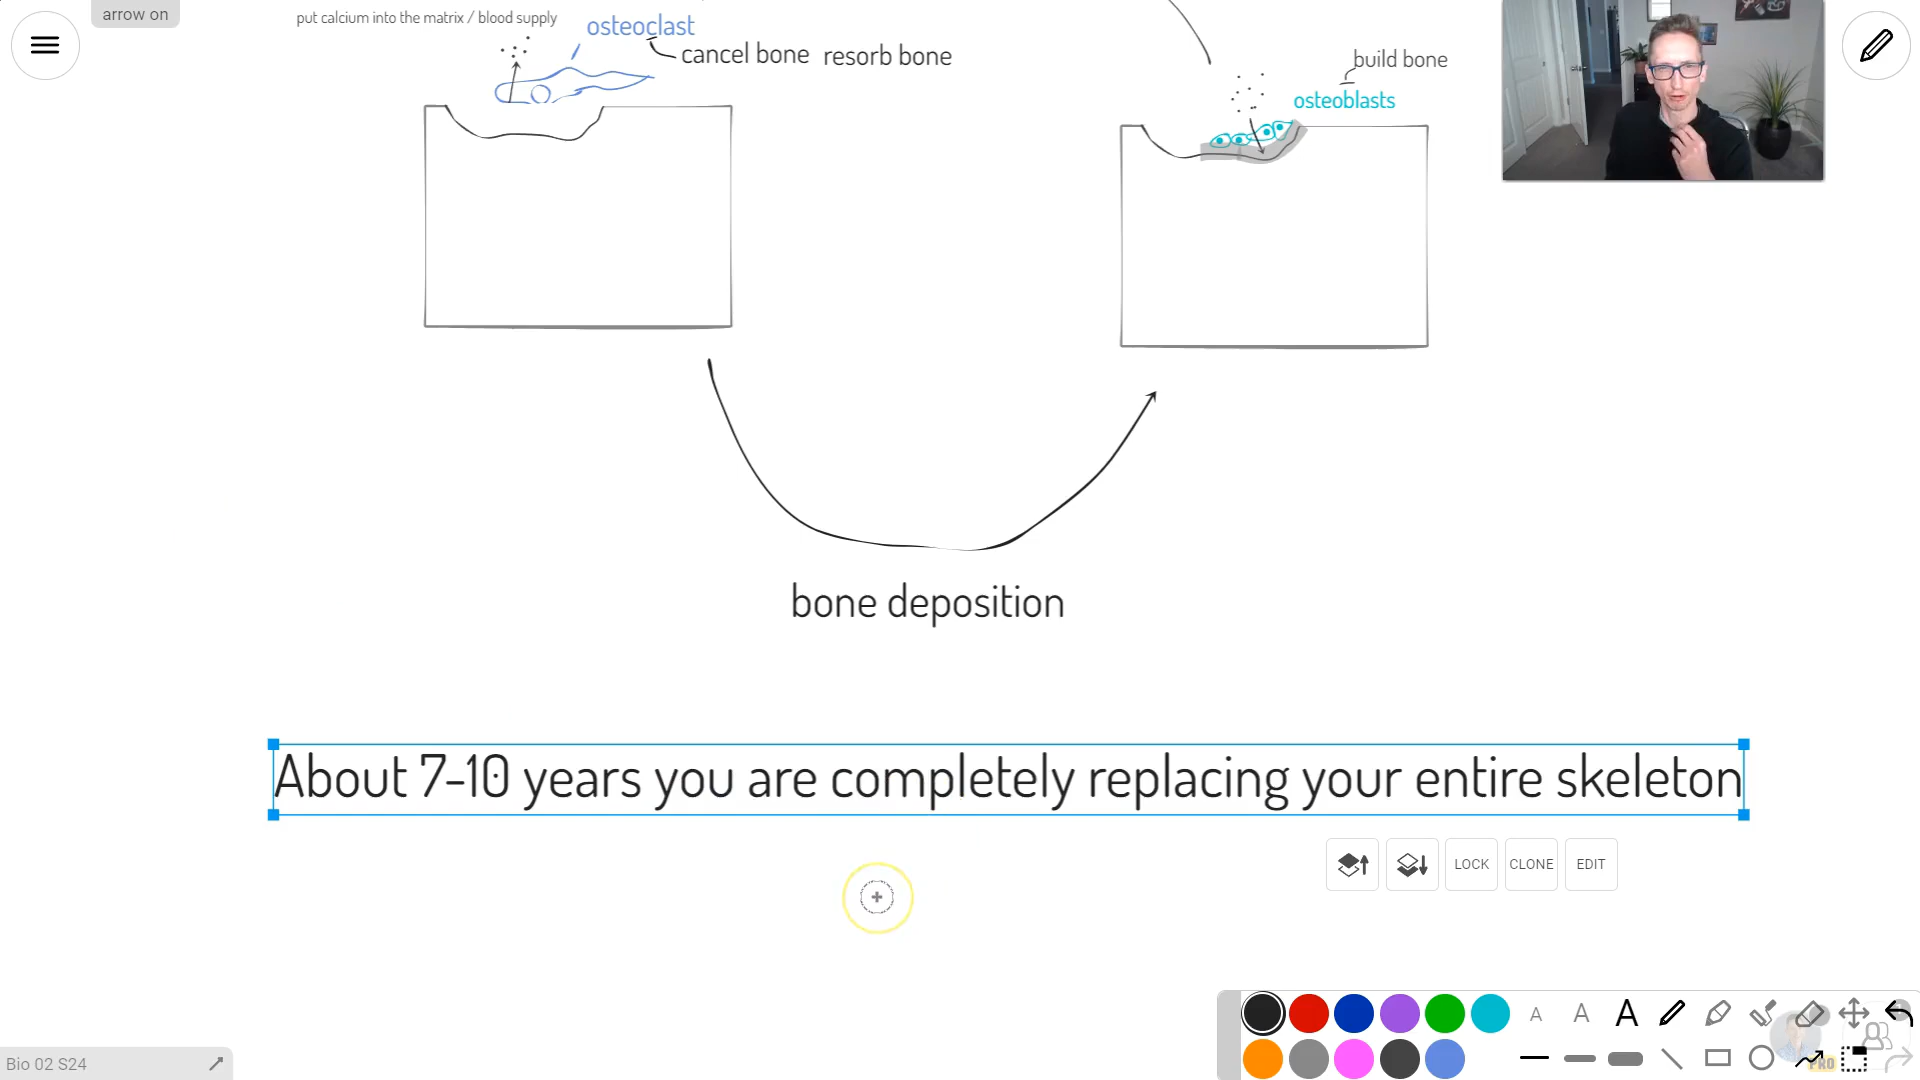 arrow on
put calcium into the matrix / blood supply
osteoclast
cancel bone resorb bone
build bone
osteoblasts
bone deposition
About 7-10 years you are completely replacing your entire skeleton
LOCK
CLONE
EDIT
A A A
PRO
Bio 02 S24